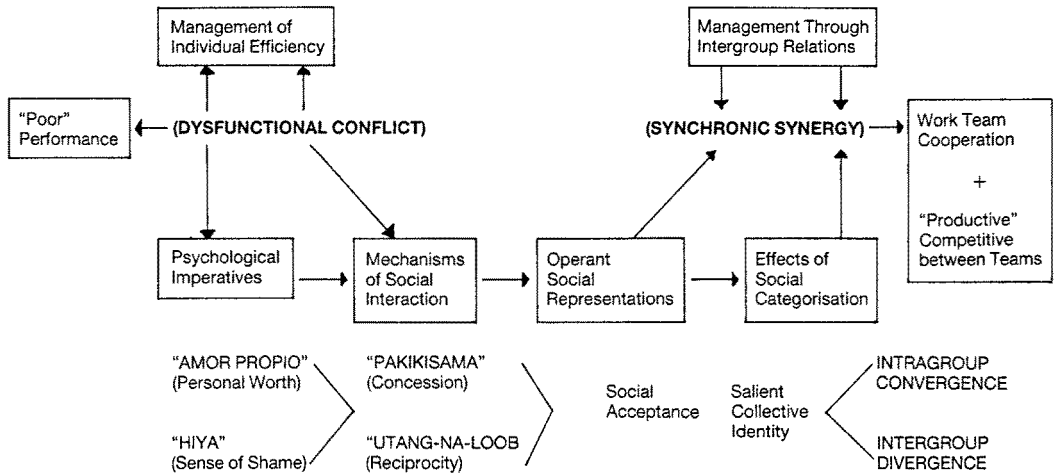 Management of
Individual Efficiency
Management Through
Intergroup Relations
"Poor"
Performance
(DYSFUNCTIONAL CONFLICT)
(SYNCHRONIC SYNERGY)
Work Team
Cooperation
+
"Productive"
Competitive
between Teams
Psychological
Imperatives
Mechanisms
of Social
Interaction
Operant
Social
Representations
Effects of
Social
Categorisation
"AMOR PROPIO"
(Personal Worth)
"HIYA"
(Sense of Shame)
"PAKIKISAMA"
(Concession)
"UTANG-NA-LOOB
(Reciprocity)
Social
Acceptance
Salient
Collective
Identity
INTRAGROUP
CONVERGENCE
INTERGROUP
DIVERGENCE